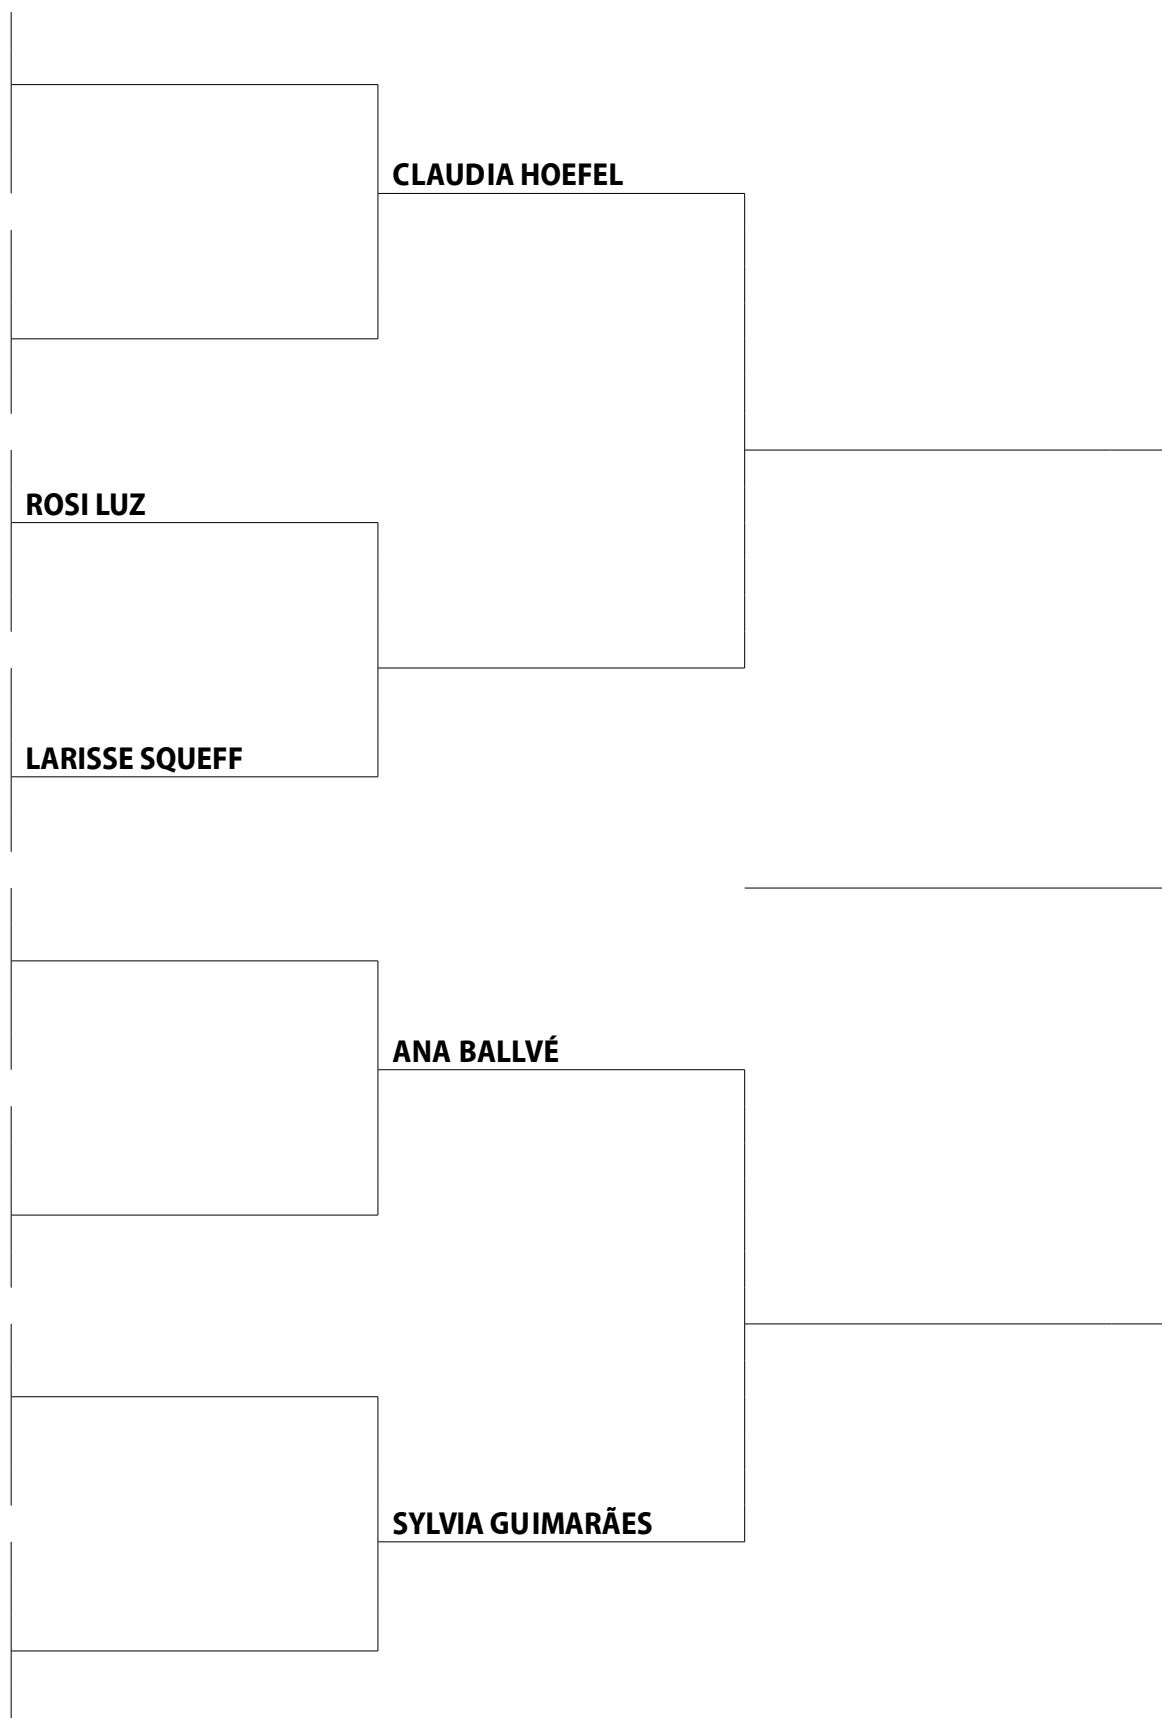 CLAUDIA HOEFEL
ROSI LUZ
LARISSE SQUEFF
ANA BALLVÉ
SYLVIA GUIMARÃES